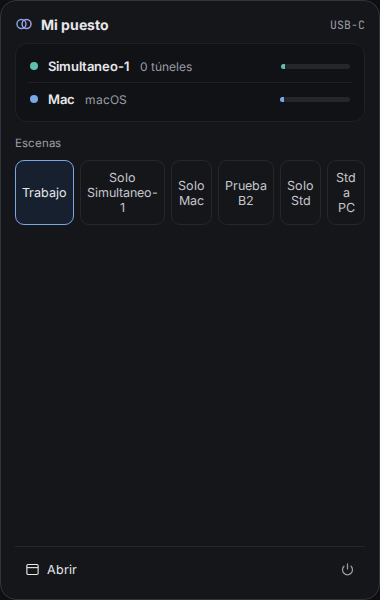 Mi puesto USB-C
Simultaneo-1 0 túneles
Mac macOS
Escenas
Trabajo
Solo
Simultaneo-
1
Solo
Mac
Prueba
B2
Solo
Std
Std
a
PC
Abrir